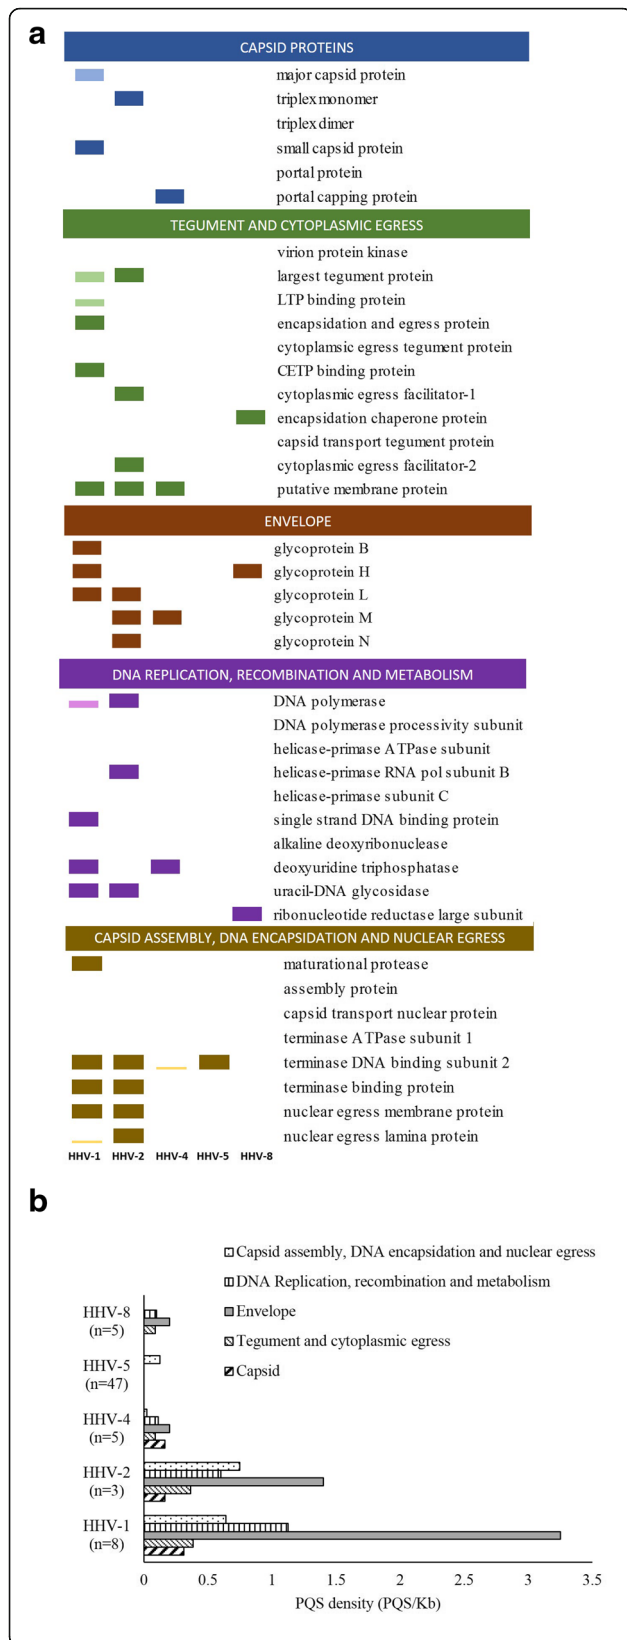 a
CAPSID PROTEINS
major capsid protein
triplex monomer
triplex dimer
small capsid protein
portal protein
portal capping protein
TEGUMENT AND CYTOPLASMIC EGRESS
virion protein kinase
largest tegument protein
LTP binding protein
encapsidation and egress protein
cytoplamsic egress tegument protein
CETP binding protein
cytoplasmic egress facilitator-1
encapsidation chaperone protein
capsid transport tegument protein
cytoplasmic egress facilitator-2
putative membrane protein
ENVELOPE
glycoprotein B
glycoprotein H
glycoprotein L
glycoprotein M
glycoprotein N
DNA REPLICATION, RECOMBINATION AND METABOLISM
DNA polymerase
DNA polymerase processivity subunit
helicase-primase ATPase subunit
helicase-primase RNA pol subunit B
helicase-primase subunit C
single strand DNA binding protein
alkaline deoxyribonuclease
deoxyuridine triphosphatase
uracil-DNA glycosidase
ribonucleotide reductase large subunit
CAPSID ASSEMBLY, DNA ENCAPSIDATION AND NUCLEAR EGRESS
maturational protease
assembly protein
capsid transport nuclear protein
terminase ATPase subunit 1
terminase DNA binding subunit 2
terminase binding protein
nuclear egress membrane protein
nuclear egress lamina protein
HHV-1 HHV-2 HHV-4 HHV-5 HHV-8
b
Capsid assembly, DNA encapsidation and nuclear egress
DNA Replication, recombination and metabolism
Envelope
Tegument and cytoplasmic egress
Capsid
HHV-8
(n=5)
HHV-5
(n=47)
HHV-4
(n=5)
HHV-2
(n=3)
HHV-1
(n=8)
0 0.5 1 1.5 2 2.5 3 3.5
PQS density (PQS/Kb)